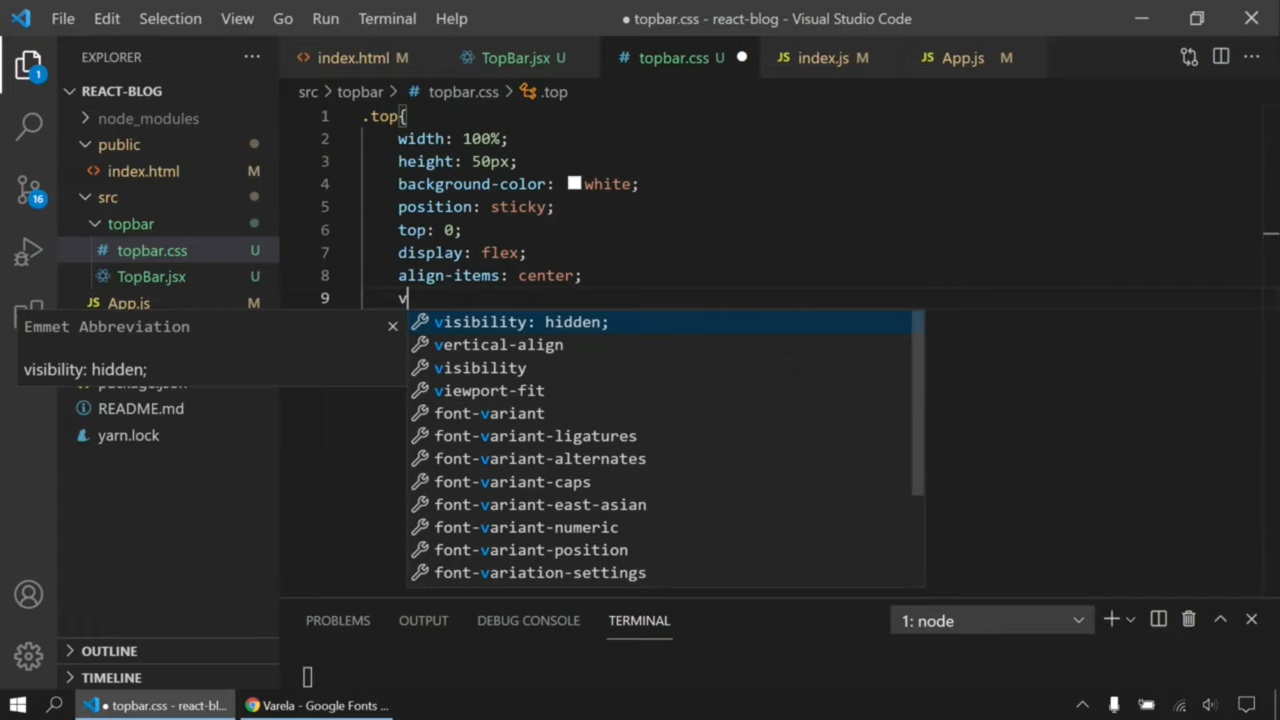 File Edit Selection View Go Run Terminal Help ● topbar.css - react-blog - Visual Studio Code
EXPLORER ···
<> index.html M TopBar.jsx U # topbar.css U ● JS index.js M JS App.js M ···
REACT-BLOG
src > topbar > # topbar.css > .top
node_modules
public
<> index.html M
src
topbar
# topbar.css U
TopBar.jsx U
JS App.js M
package.json
README.md
yarn.lock
1
16
1 .top{
2 width: 100%;
3 height: 50px;
4 background-color: white;
5 position: sticky;
6 top: 0;
7 display: flex;
8 align-items: center;
9 v
Emmet Abbreviation ×
visibility: hidden;
visibility: hidden;
vertical-align
visibility
viewport-fit
font-variant
font-variant-ligatures
font-variant-alternates
font-variant-caps
font-variant-east-asian
font-variant-numeric
font-variant-position
font-variation-settings
PROBLEMS OUTPUT DEBUG CONSOLE TERMINAL 1: node
OUTLINE
TIMELINE
● topbar.css - react-bl... Varela - Google Fonts ...